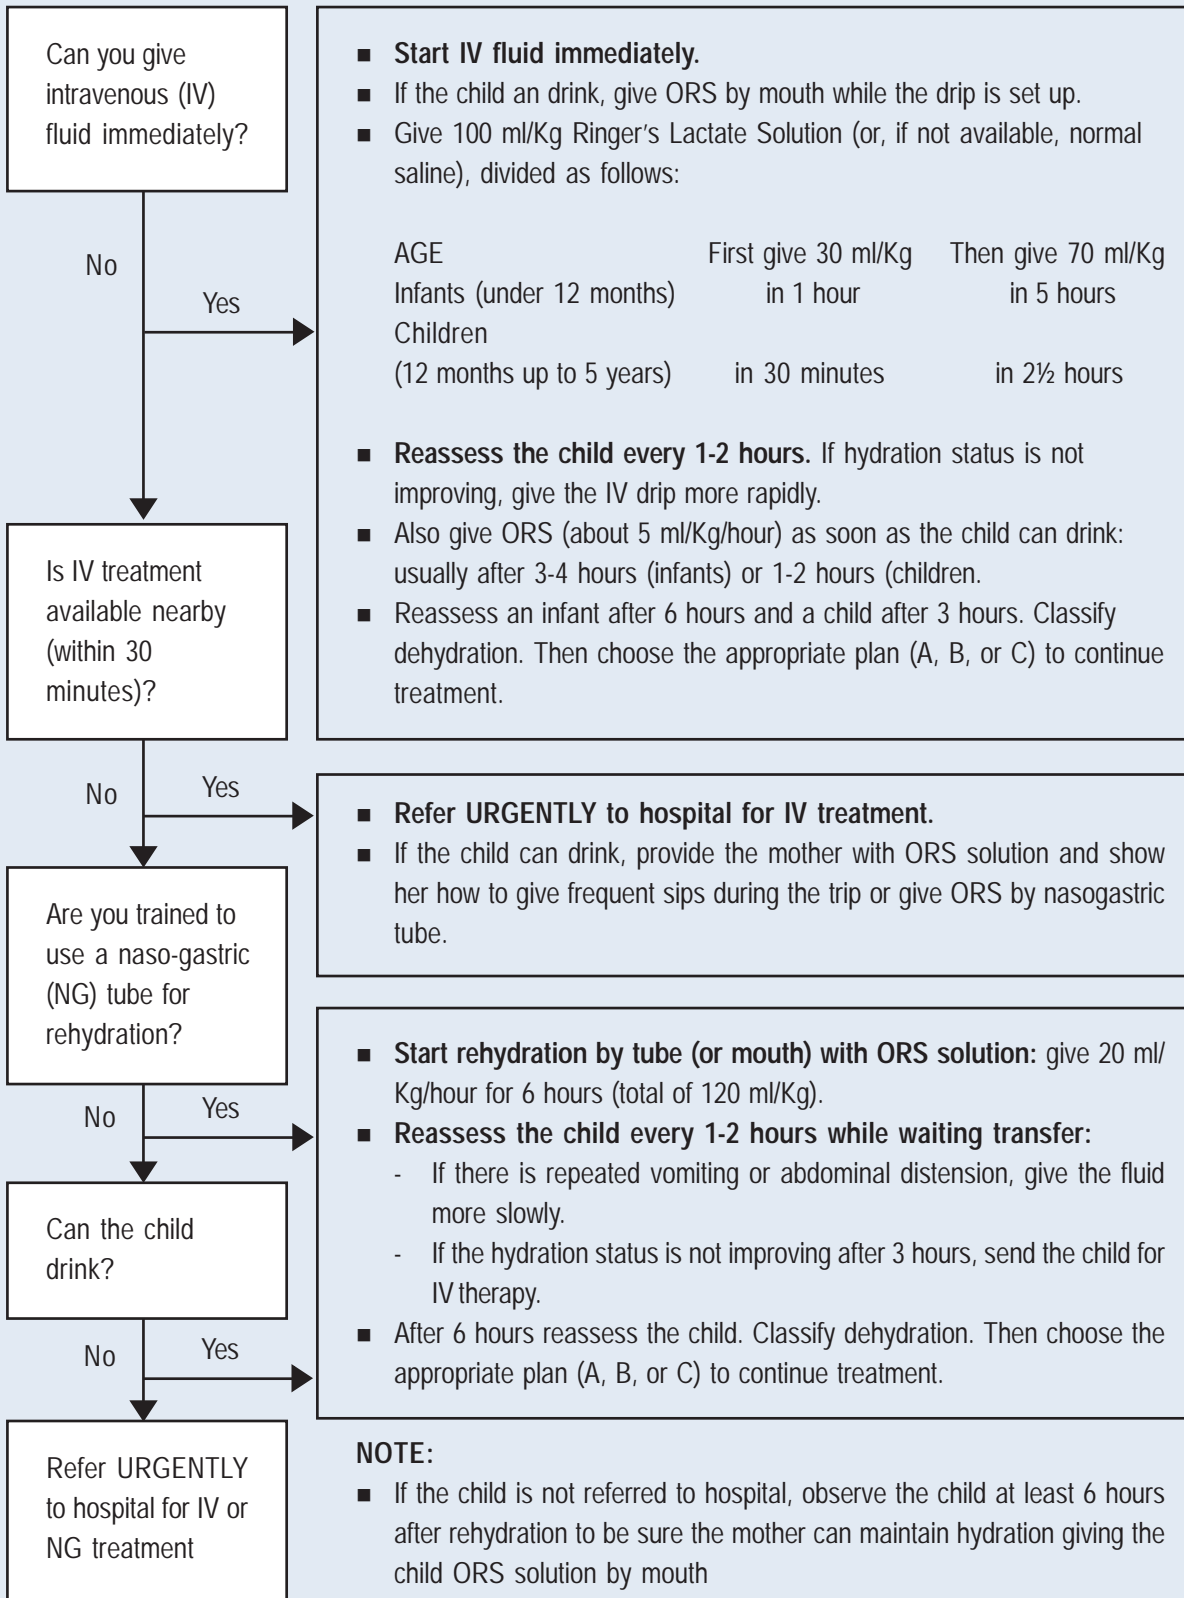 Can you give
intravenous (IV)
fluid immediately?
No
Yes
■ Start IV fluid immediately.
■ If the child an drink, give ORS by mouth while the drip is set up.
■ Give 100 ml/Kg Ringer's Lactate Solution (or, if not available, normal
saline), divided as follows:
AGE First give 30 ml/Kg Then give 70 ml/Kg
Infants (under 12 months) in 1 hour in 5 hours
Children
(12 months up to 5 years) in 30 minutes in 2½ hours
■ Reassess the child every 1-2 hours. If hydration status is not
improving, give the IV drip more rapidly.
■ Also give ORS (about 5 ml/Kg/hour) as soon as the child can drink:
usually after 3-4 hours (infants) or 1-2 hours (children.
■ Reassess an infant after 6 hours and a child after 3 hours. Classify
dehydration. Then choose the appropriate plan (A, B, or C) to continue
treatment.
Is IV treatment
available nearby
(within 30
minutes)?
No
Yes
■ Refer URGENTLY to hospital for IV treatment.
■ If the child can drink, provide the mother with ORS solution and show
her how to give frequent sips during the trip or give ORS by nasogastric
tube.
Are you trained to
use a naso-gastric
(NG) tube for
rehydration?
No
Yes
■ Start rehydration by tube (or mouth) with ORS solution: give 20 ml/
Kg/hour for 6 hours (total of 120 ml/Kg).
■ Reassess the child every 1-2 hours while waiting transfer:
- If there is repeated vomiting or abdominal distension, give the fluid
more slowly.
- If the hydration status is not improving after 3 hours, send the child for
IV therapy.
■ After 6 hours reassess the child. Classify dehydration. Then choose the
appropriate plan (A, B, or C) to continue treatment.
Can the child
drink?
No
Yes
Refer URGENTLY
to hospital for IV or
NG treatment
NOTE:
■ If the child is not referred to hospital, observe the child at least 6 hours
after rehydration to be sure the mother can maintain hydration giving the
child ORS solution by mouth